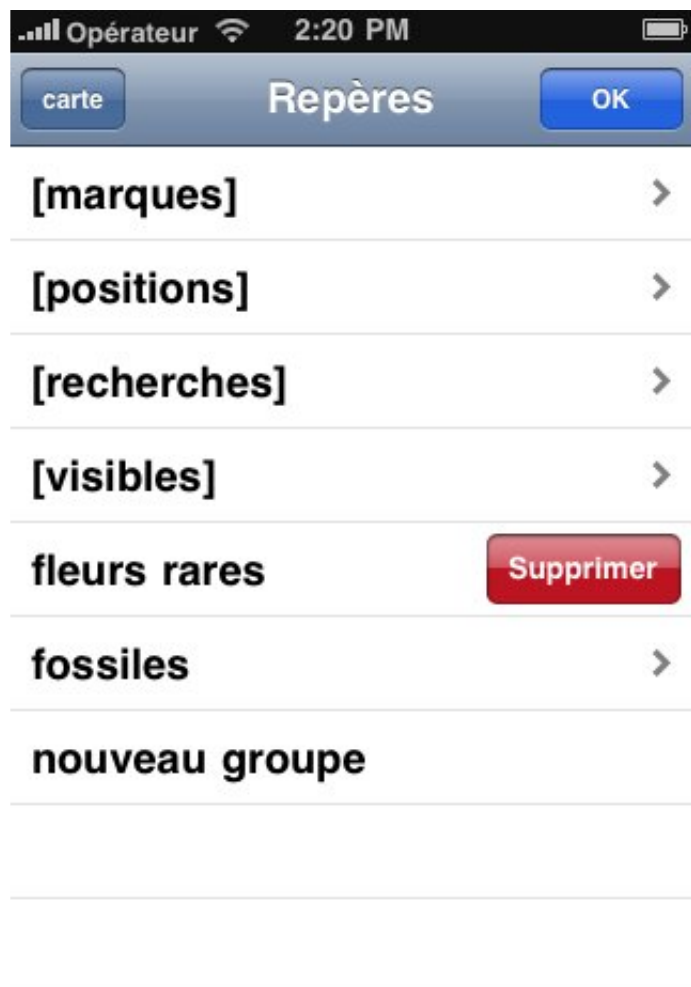 Opérateur 2:20 PM
carte Repères OK
[marques]
[positions]
[recherches]
[visibles]
fleurs rares Supprimer
fossiles
nouveau groupe